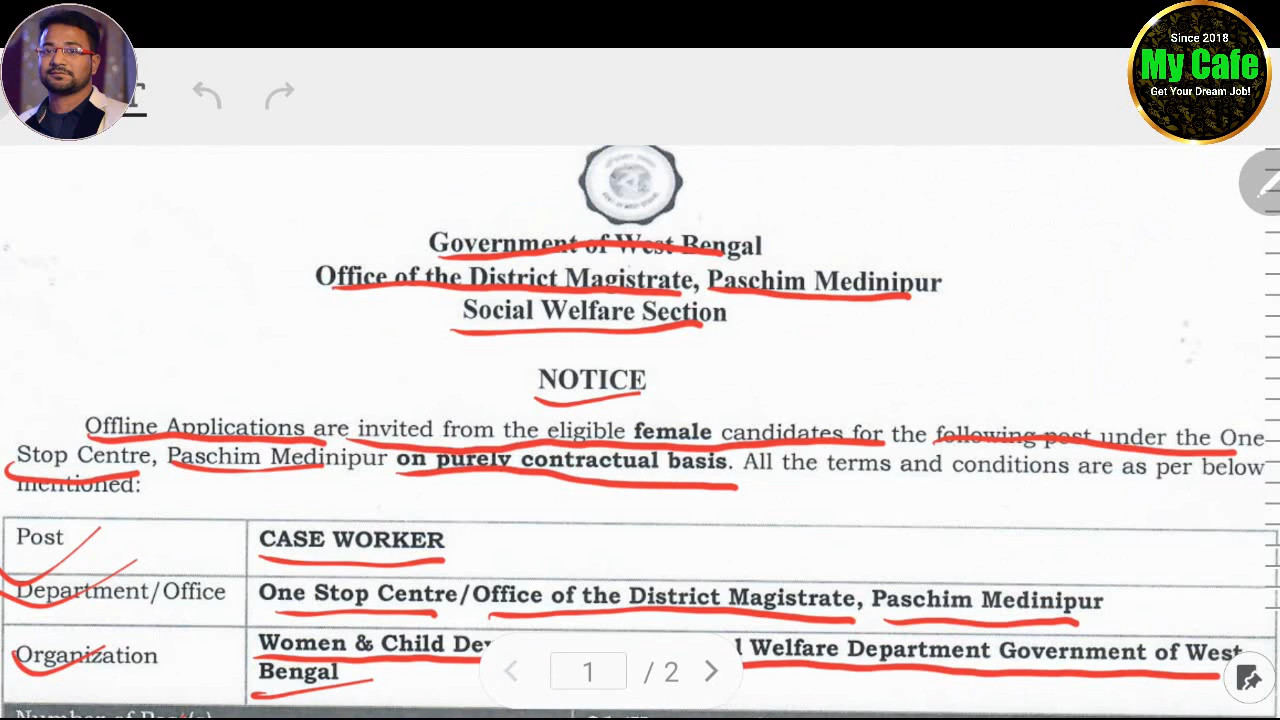 Since 2018
My Cafe
Get Your Dream Job!
Government of West Bengal
Office of the District Magistrate, Paschim Medinipur
Social Welfare Section
NOTICE
Offline Applications are invited from the eligible female candidates for the following post under the One
Stop Centre, Paschim Medinipur on purely contractual basis. All the terms and conditions are as per below
mentioned:
Post CASE WORKER
Department/Office One Stop Centre/Office of the District Magistrate, Paschim Medinipur
Organization Women & Child Welfare Department Government of West
Bengal
1 / 2
Number of Post(s)